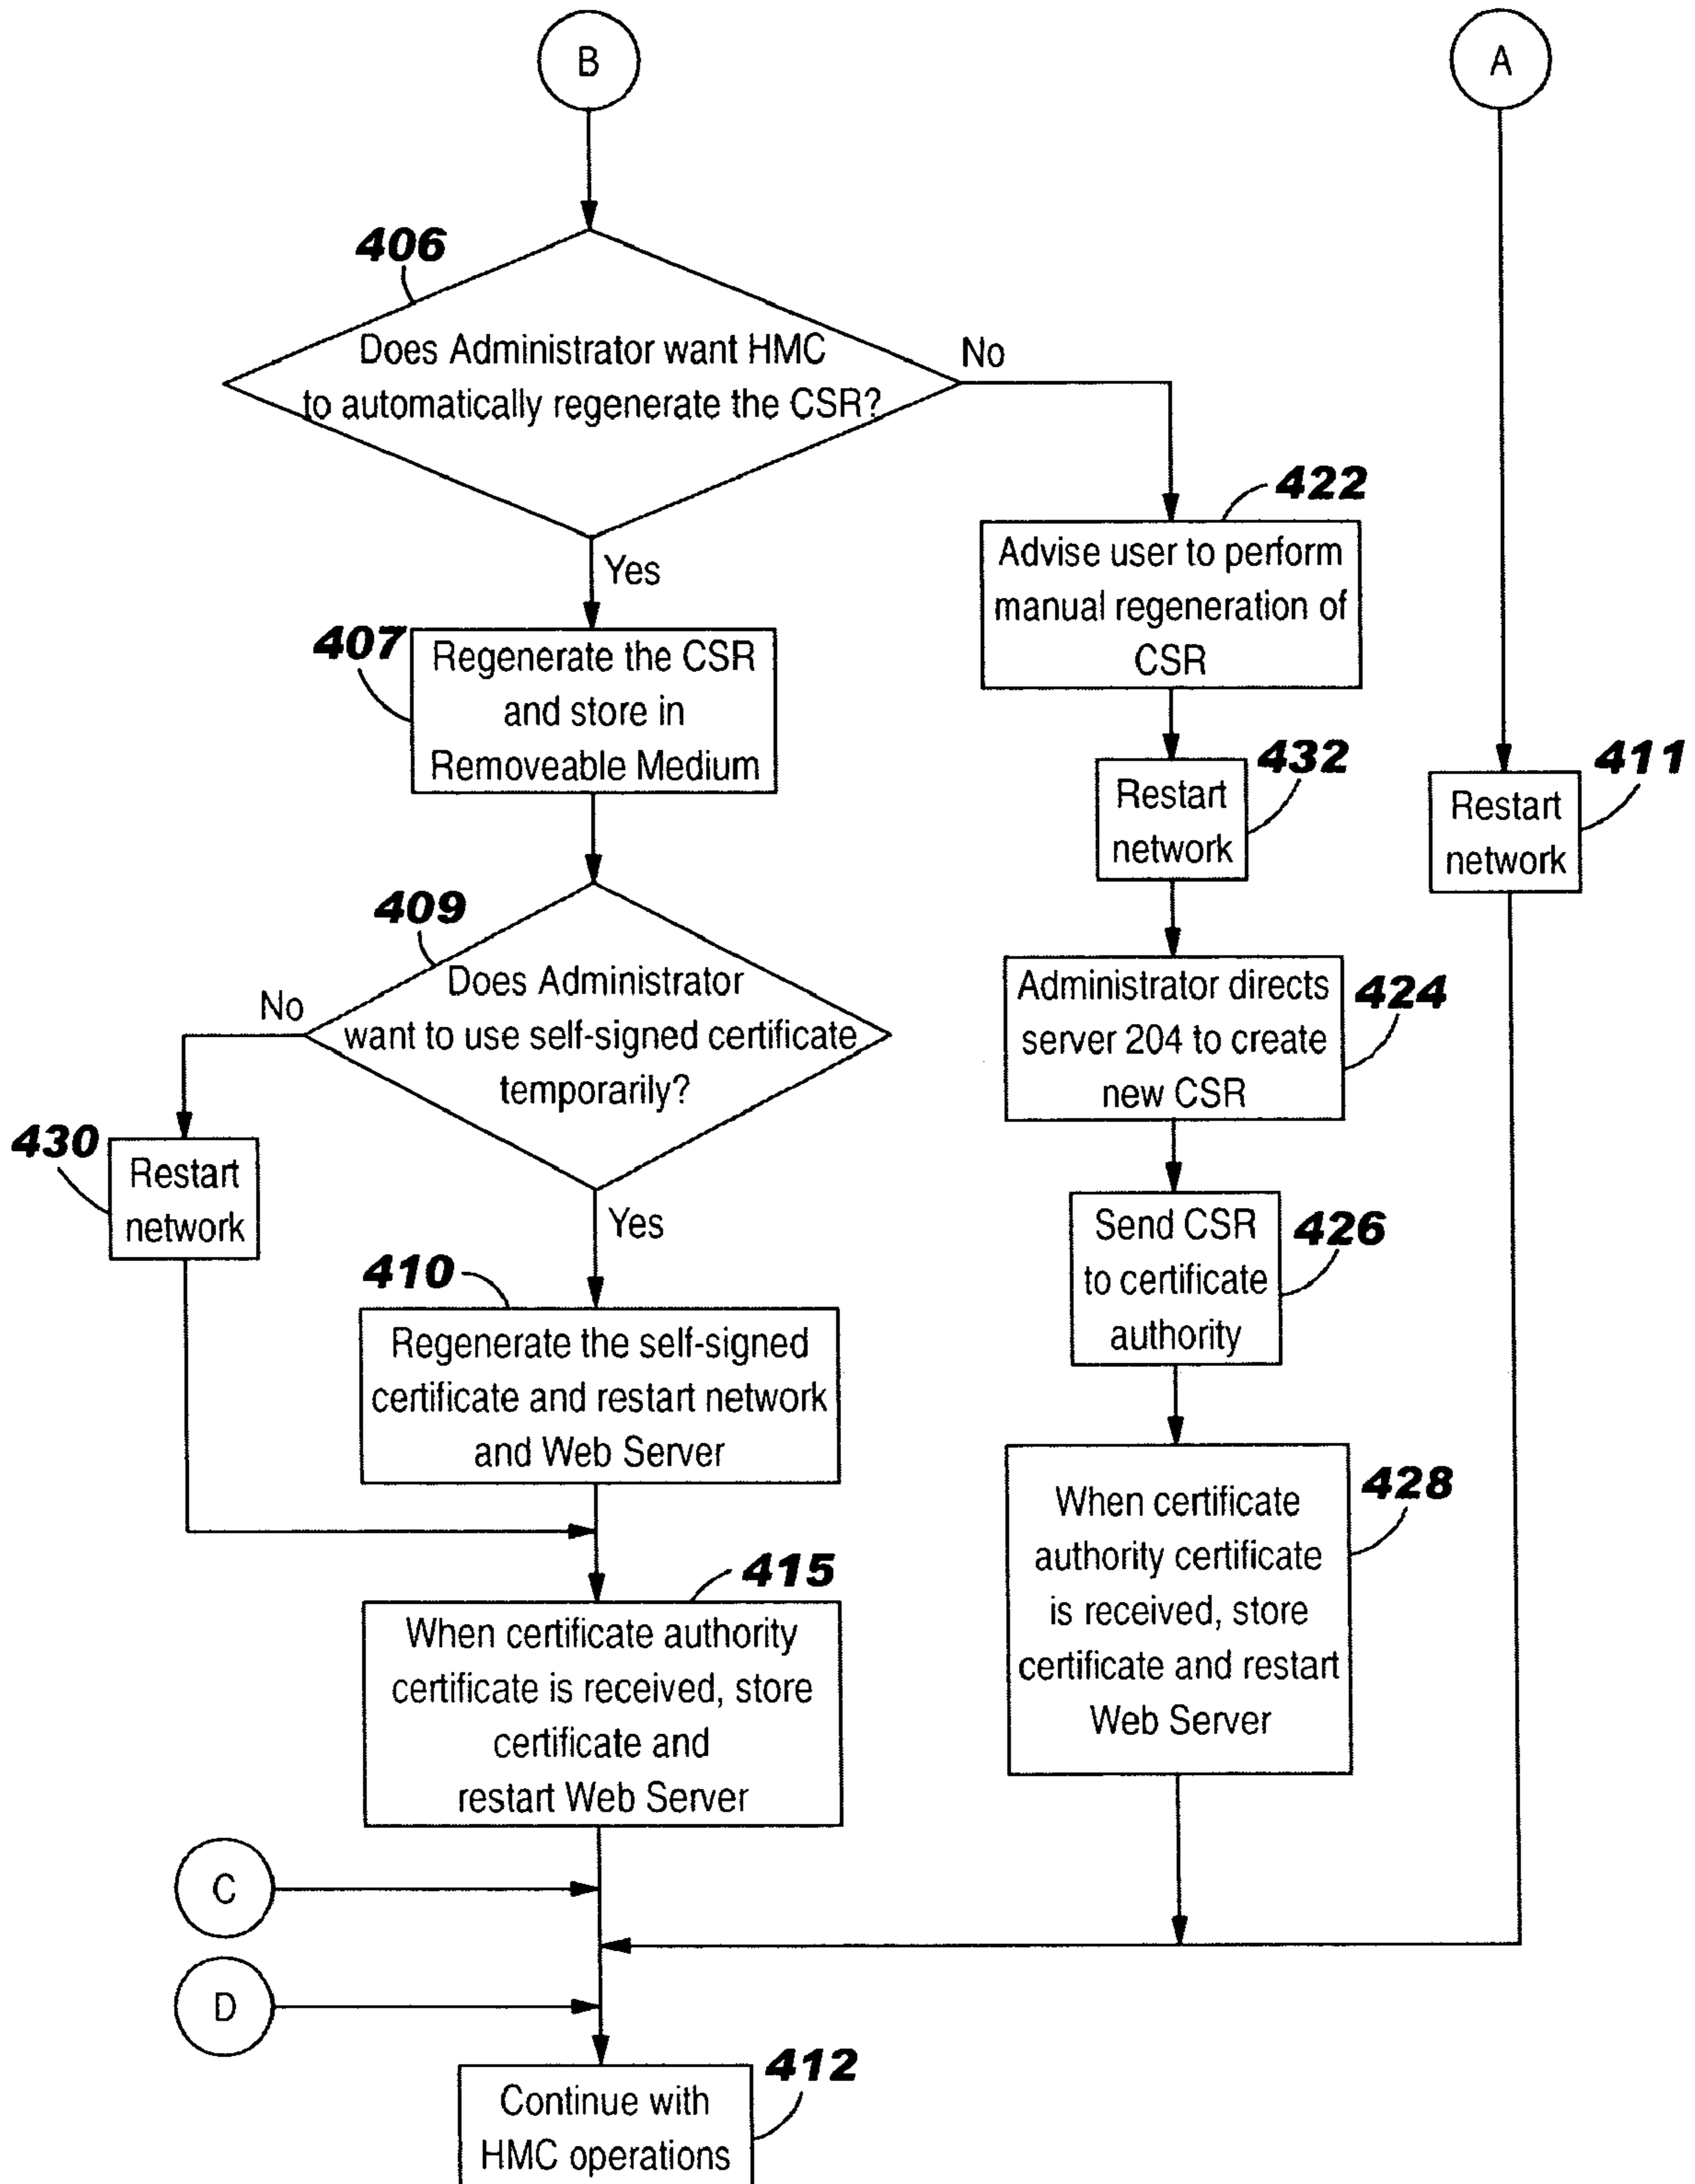 B
A
406
Does Administrator want HMC
to automatically regenerate the CSR?
No
Yes
422
Advise user to perform
manual regeneration of
CSR
407
Regenerate the CSR
and store in
Removeable Medium
432
Restart
network
411
Restart
network
409
Does Administrator
want to use self-signed certificate
temporarily?
No
Yes
424
Administrator directs
server 204 to create
new CSR
430
Restart
network
426
Send CSR
to certificate
authority
410
Regenerate the self-signed
certificate and restart network
and Web Server
428
When certificate
authority certificate
is received, store
certificate and restart
Web Server
415
When certificate authority
certificate is received, store
certificate and
restart Web Server
C
D
412
Continue with
HMC operations